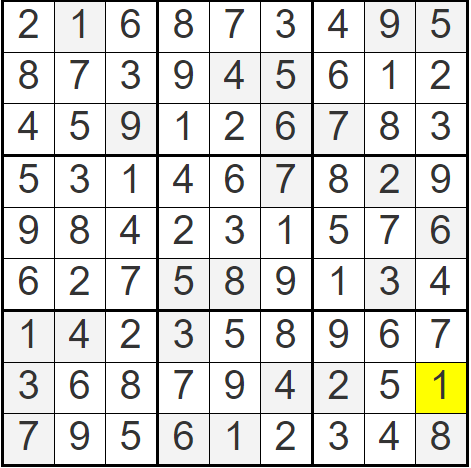 2 1 6 8 7 3 4 9 5
8 7 3 9 4 5 6 1 2
4 5 9 1 2 6 7 8 3
5 3 1 4 6 7 8 2 9
9 8 4 2 3 1 5 7 6
6 2 7 5 8 9 1 3 4
1 4 2 3 5 8 9 6 7
3 6 8 7 9 4 2 5 1
7 9 5 6 1 2 3 4 8